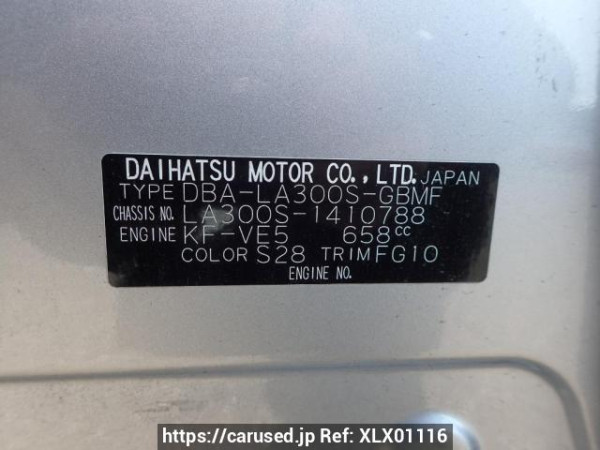 DAIHATSU MOTOR CO., LTD. JAPAN
TYPE DBA-LA300S-GBMF
CHASSIS NO. LA300S-1410788
ENGINE KF-VE5 658cc
COLOR S28 TRIM FG10
ENGINE NO.
https://carused.jp Ref: XLX01116